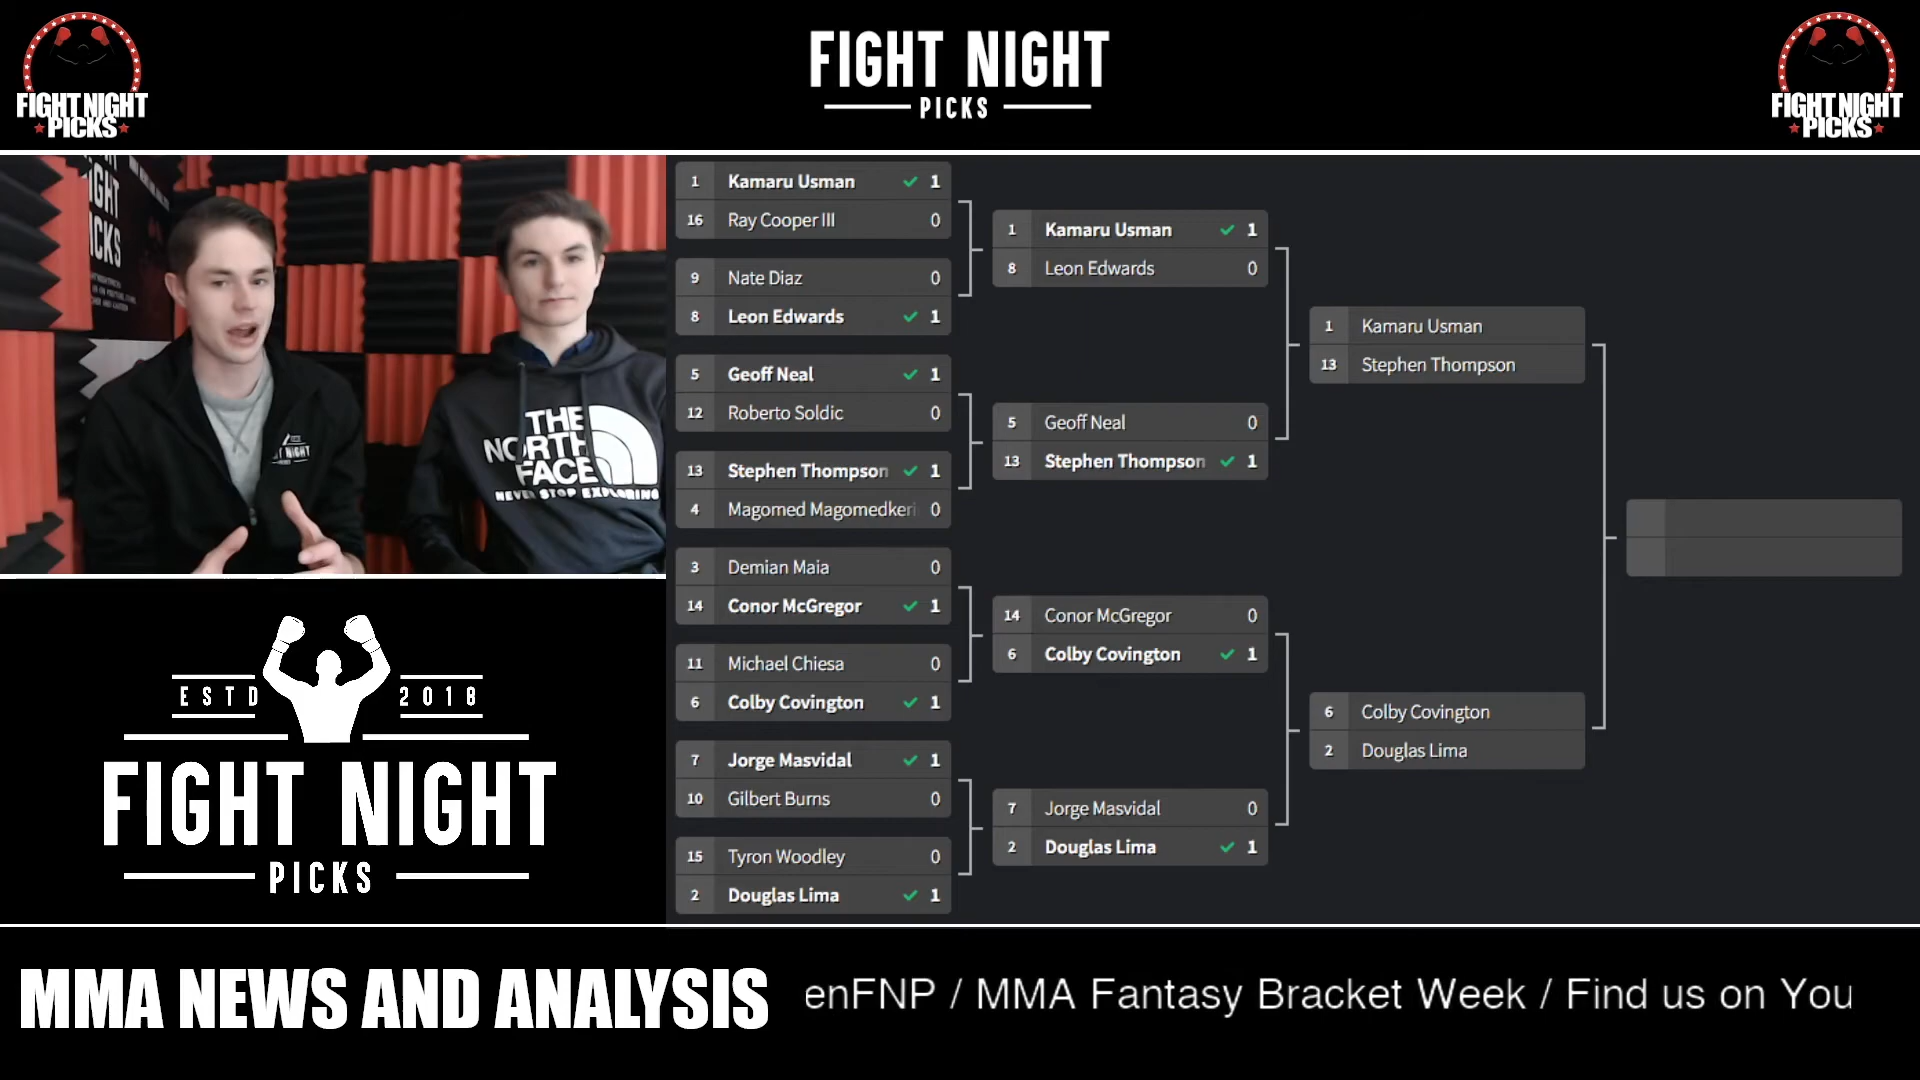 FIGHT NIGHT
PICKS
FIGHT NIGHT
PICKS
FIGHT NIGHT
PICKS
THE
NORTH
FACE
NEVER STOP EXPLORING
ESTD 2018
FIGHT NIGHT
PICKS
1 Kamaru Usman 1
16 Ray Cooper III 0
9 Nate Diaz 0
8 Leon Edwards 1
5 Geoff Neal 1
12 Roberto Soldic 0
13 Stephen Thompson 1
4 Magomed Magomedkeri 0
3 Demian Maia 0
14 Conor McGregor 1
11 Michael Chiesa 0
6 Colby Covington 1
7 Jorge Masvidal 1
10 Gilbert Burns 0
15 Tyron Woodley 0
2 Douglas Lima 1
1 Kamaru Usman 1
8 Leon Edwards 0
5 Geoff Neal 0
13 Stephen Thompson 1
14 Conor McGregor 0
6 Colby Covington 1
7 Jorge Masvidal 0
2 Douglas Lima 1
1 Kamaru Usman
13 Stephen Thompson
6 Colby Covington
2 Douglas Lima
MMA NEWS AND ANALYSIS
enFNP / MMA Fantasy Bracket Week / Find us on You